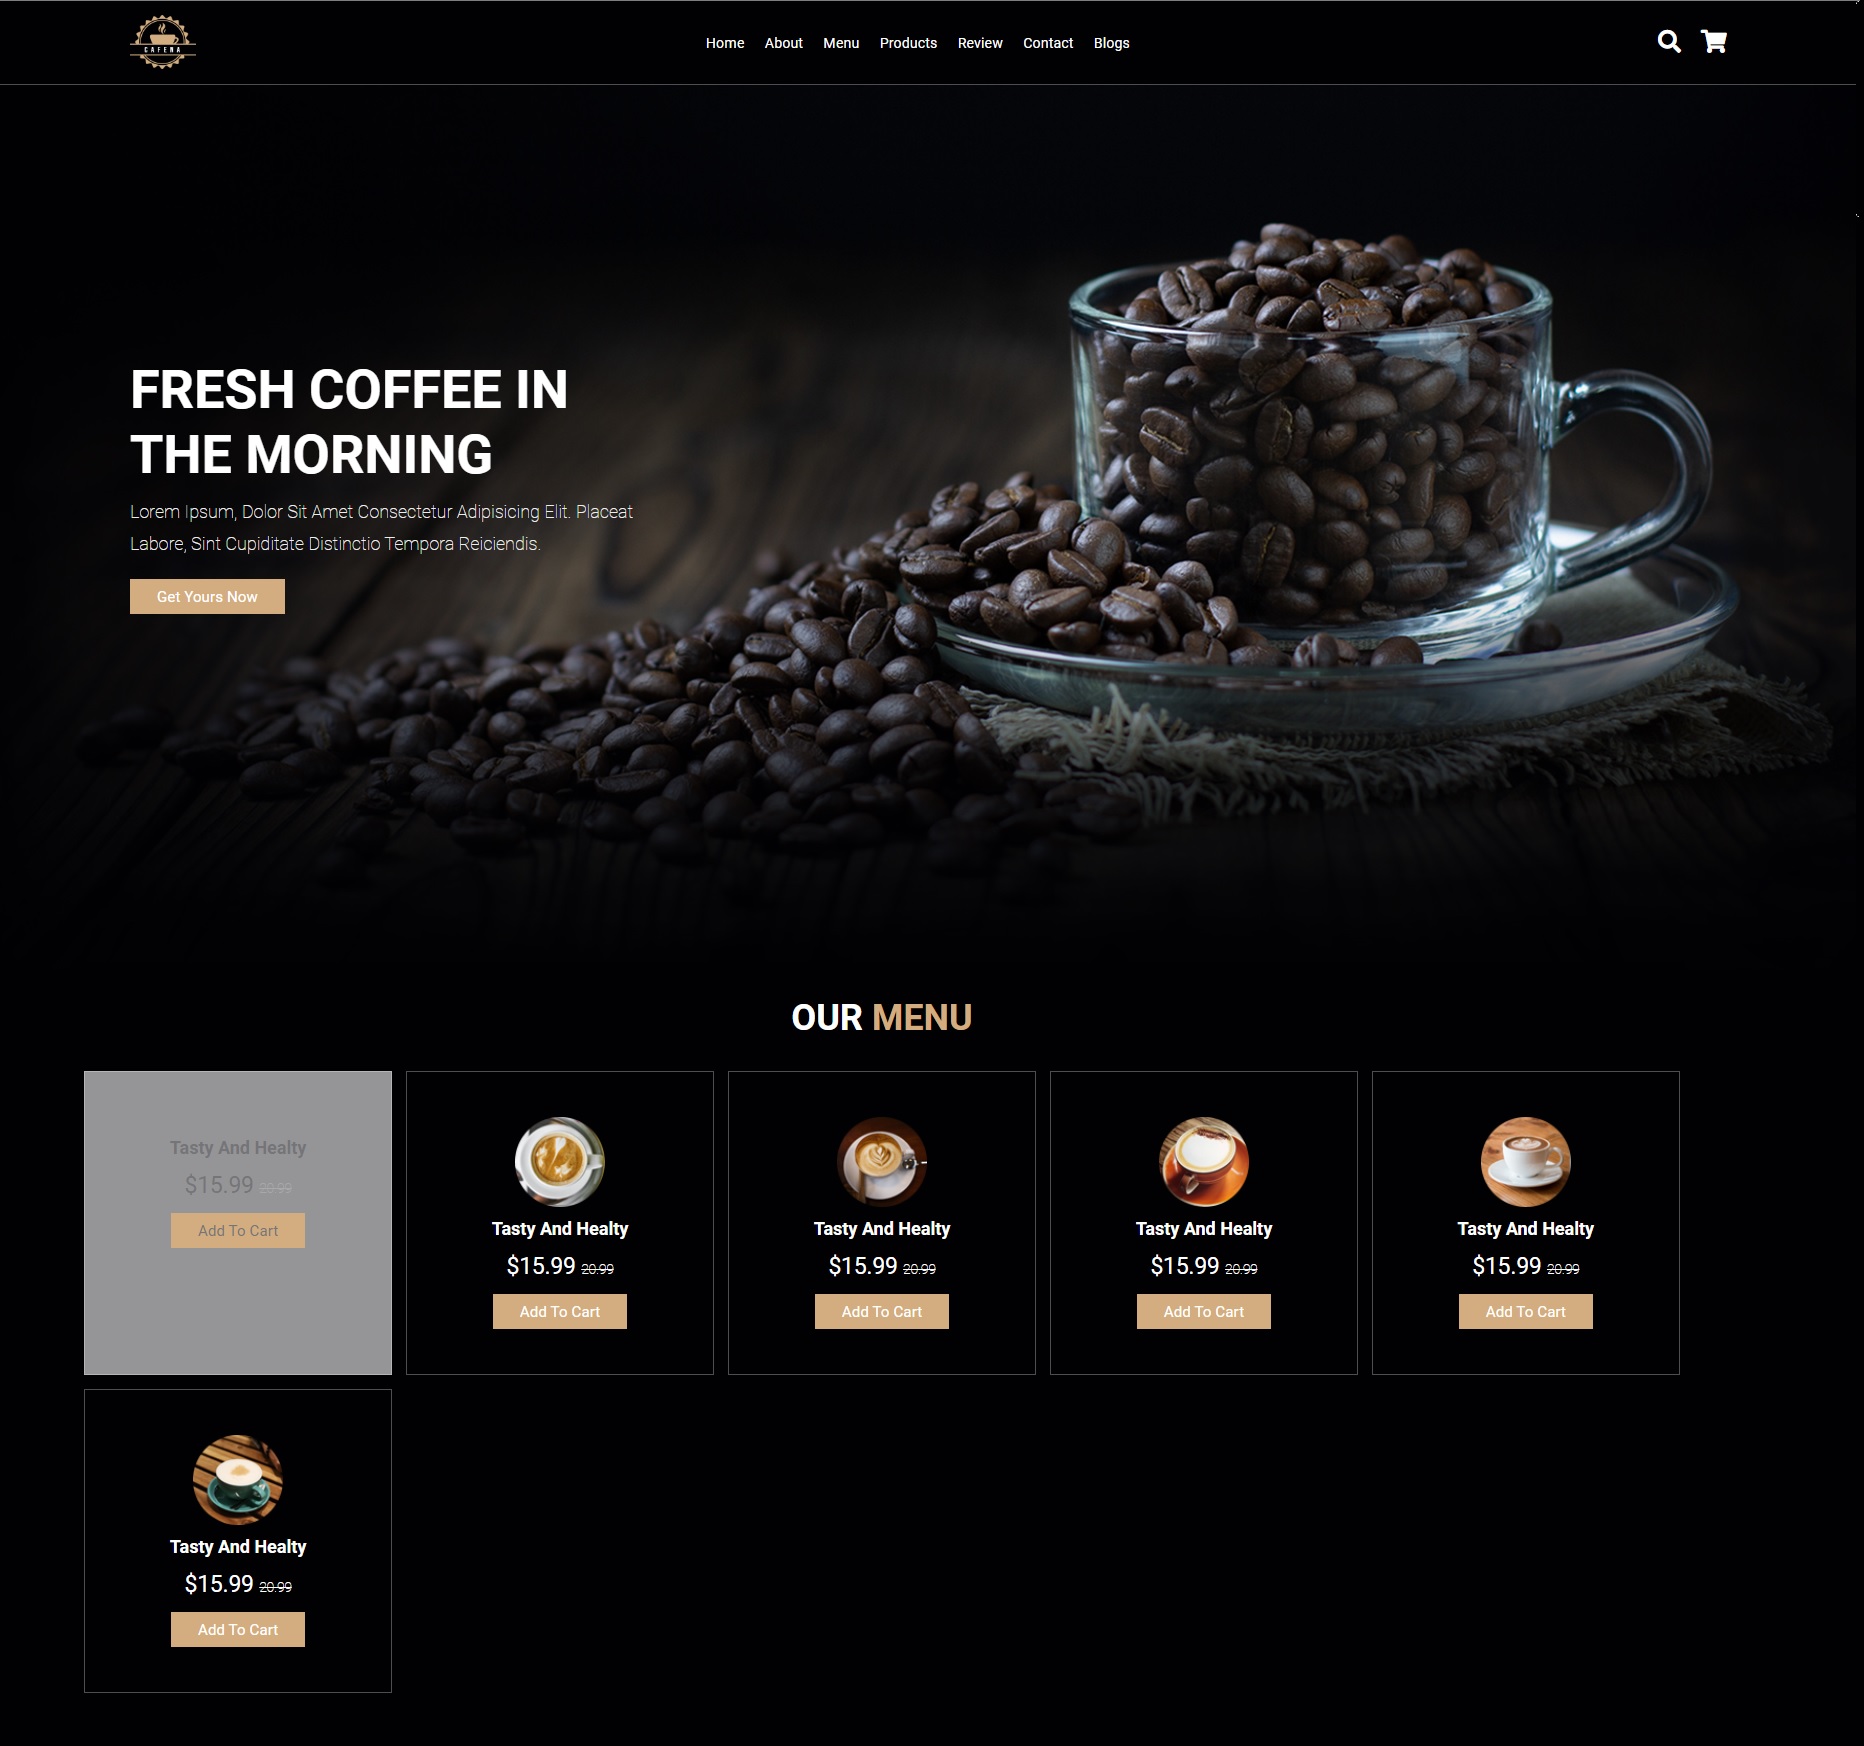 CAFENA
Home About Menu Products Review Contact Blogs
FRESH COFFEE IN
THE MORNING
Lorem Ipsum, Dolor Sit Amet Consectetur Adipisicing Elit. Placeat
Labore, Sint Cupiditate Distinctio Tempora Reiciendis.
Get Yours Now
OUR MENU
Tasty And Healty
$15.99 20.99
Add To Cart
Tasty And Healty
$15.99 20.99
Add To Cart
Tasty And Healty
$15.99 20.99
Add To Cart
Tasty And Healty
$15.99 20.99
Add To Cart
Tasty And Healty
$15.99 20.99
Add To Cart
Tasty And Healty
$15.99 20.99
Add To Cart